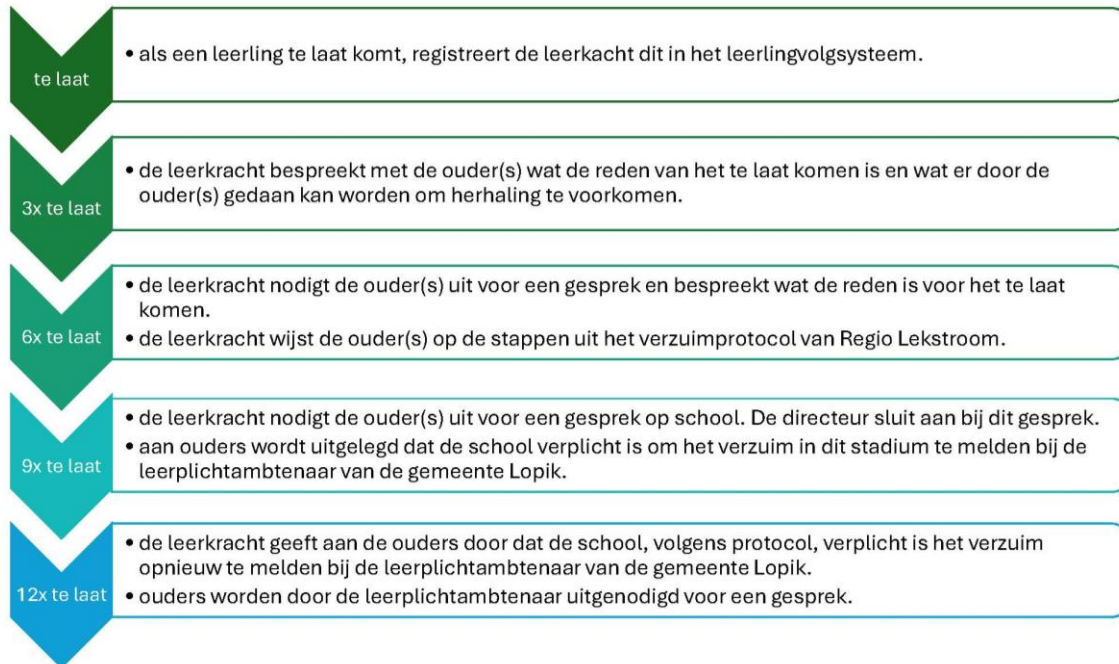 te laat
• als een leerling te laat komt, registreert de leerkacht dit in het leerlingvolgsysteem.
3x te laat
• de leerkracht bespreekt met de ouder(s) wat de reden van het te laat komen is en wat er door de
ouder(s) gedaan kan worden om herhaling te voorkomen.
6x te laat
• de leerkracht nodigt de ouder(s) uit voor een gesprek en bespreekt wat de reden is voor het te laat
komen.
• de leerkracht wijst de ouder(s) op de stappen uit het verzuimprotocol van Regio Lekstroom.
9x te laat
• de leerkracht nodigt de ouder(s) uit voor een gesprek op school. De directeur sluit aan bij dit gesprek.
• aan ouders wordt uitgelegd dat de school verplicht is om het verzuim in dit stadium te melden bij de
leerplichtambtenaar van de gemeente Lopik.
12x te laat
• de leerkracht geeft aan de ouders door dat de school, volgens protocol, verplicht is het verzuim
opnieuw te melden bij de leerplichtambtenaar van de gemeente Lopik.
• ouders worden door de leerplichtambtenaar uitgenodigd voor een gesprek.